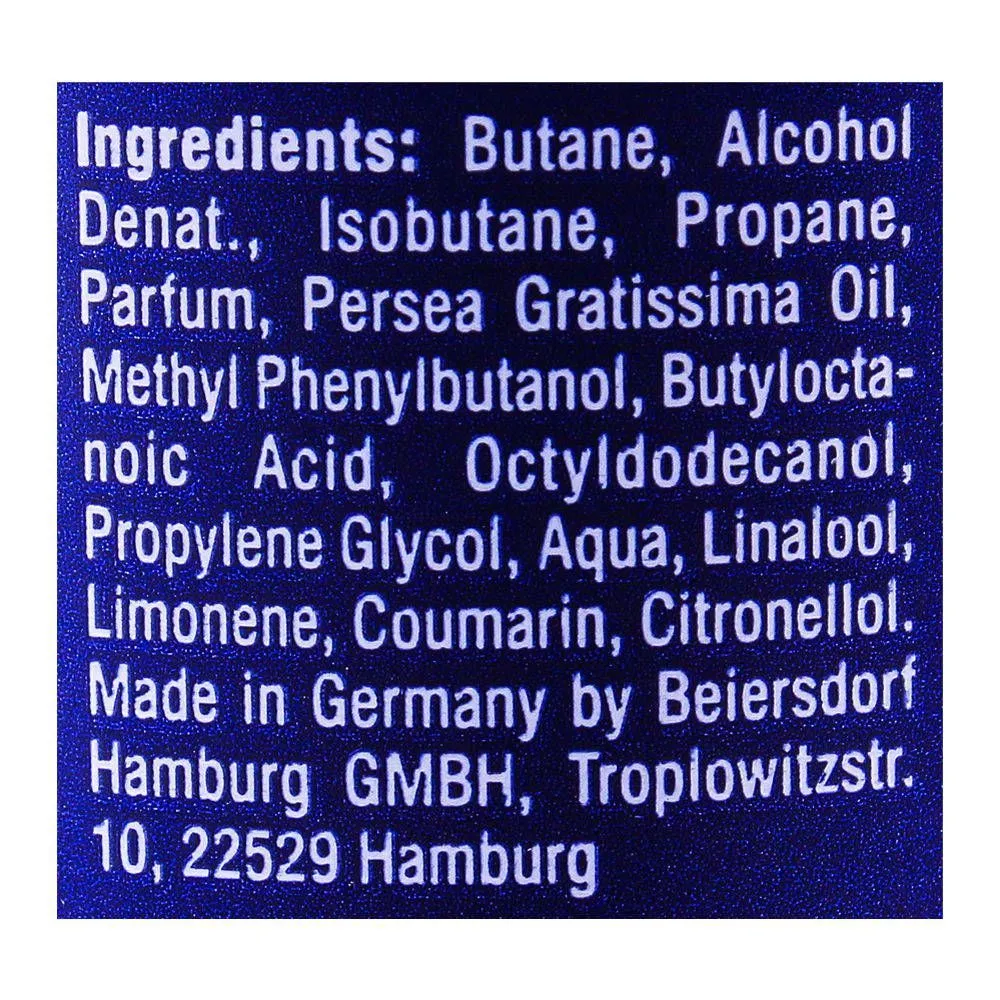 Ingredients: Butane, Alcohol
Denat., Isobutane, Propane,
Parfum, Persea Gratissima Oil,
Methyl Phenylbutanol, Butylocta-
noic Acid, Octyldodecanol,
Propylene Glycol, Aqua, Linalool,
Limonene, Coumarin, Citronellol.
Made in Germany by Beiersdorf
Hamburg GMBH, Troplowitzstr.
10, 22529 Hamburg